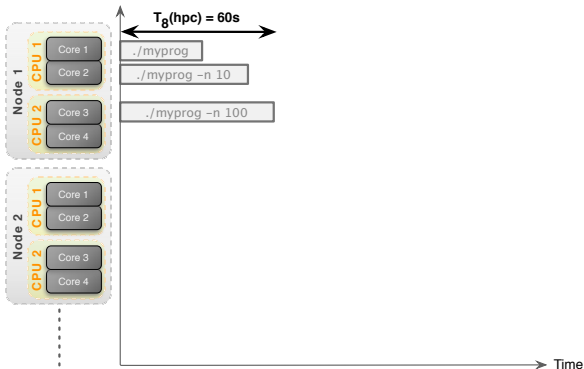 T8(hpc) = 60s
Node 1
CPU 1
Core 1
Core 2
CPU 2
Core 3
Core 4
./myprog
./myprog –n 10
./myprog –n 100
Node 2
CPU 1
Core 1
Core 2
CPU 2
Core 3
Core 4
Time